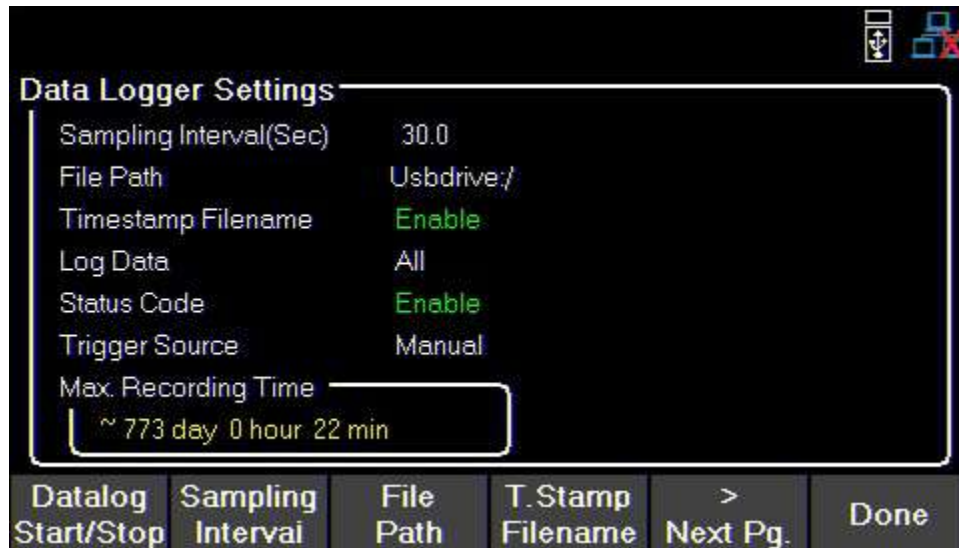 Data Logger Settings
Sampling Interval(Sec) 30.0
File Path Usbdrive:/
Timestamp Filename Enable
Log Data All
Status Code Enable
Trigger Source Manual
Max. Recording Time
~ 773 day 0 hour 22 min
Datalog Start/Stop
Sampling Interval
File Path
T.Stamp Filename
> Next Pg.
Done